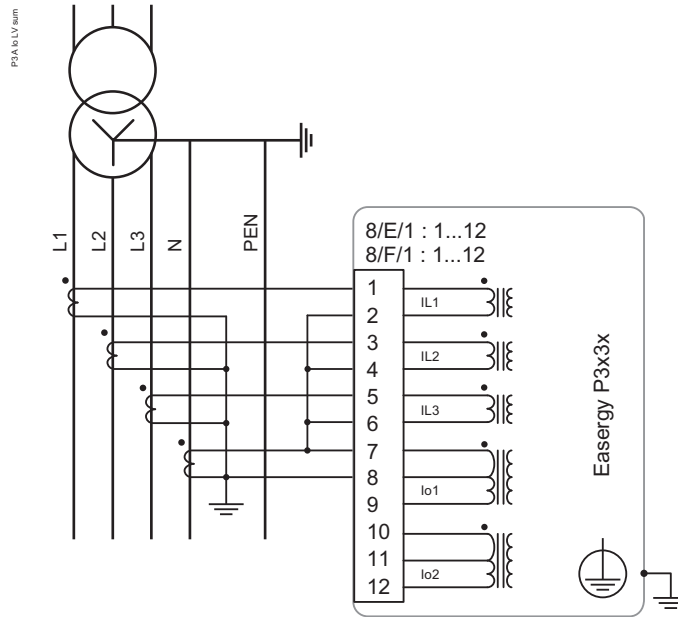 P3A Io LV sum
L1
L2
L3
N
PEN
8/E/1 : 1...12
8/F/1 : 1...12
1
2
3
4
5
6
7
8
9
10
11
12
IL1
IL2
IL3
Io1
Io2
Easergy P3x3x